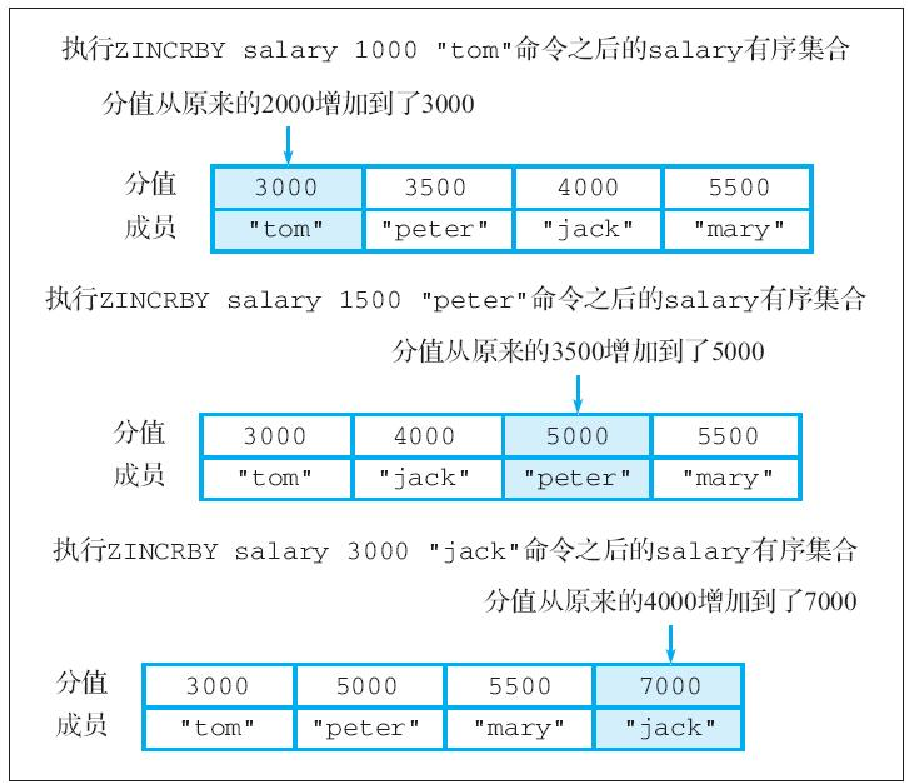 执行ZINCRBY salary 1000 "tom"命令之后的salary有序集合
分值从原来的2000增加到了3000
分值 3000 3500 4000 5500
成员 "tom" "peter" "jack" "mary"
执行ZINCRBY salary 1500 "peter"命令之后的salary有序集合
分值从原来的3500增加到了5000
分值 3000 4000 5000 5500
成员 "tom" "jack" "peter" "mary"
执行ZINCRBY salary 3000 "jack"命令之后的salary有序集合
分值从原来的4000增加到了7000
分值 3000 5000 5500 7000
成员 "tom" "peter" "mary" "jack"